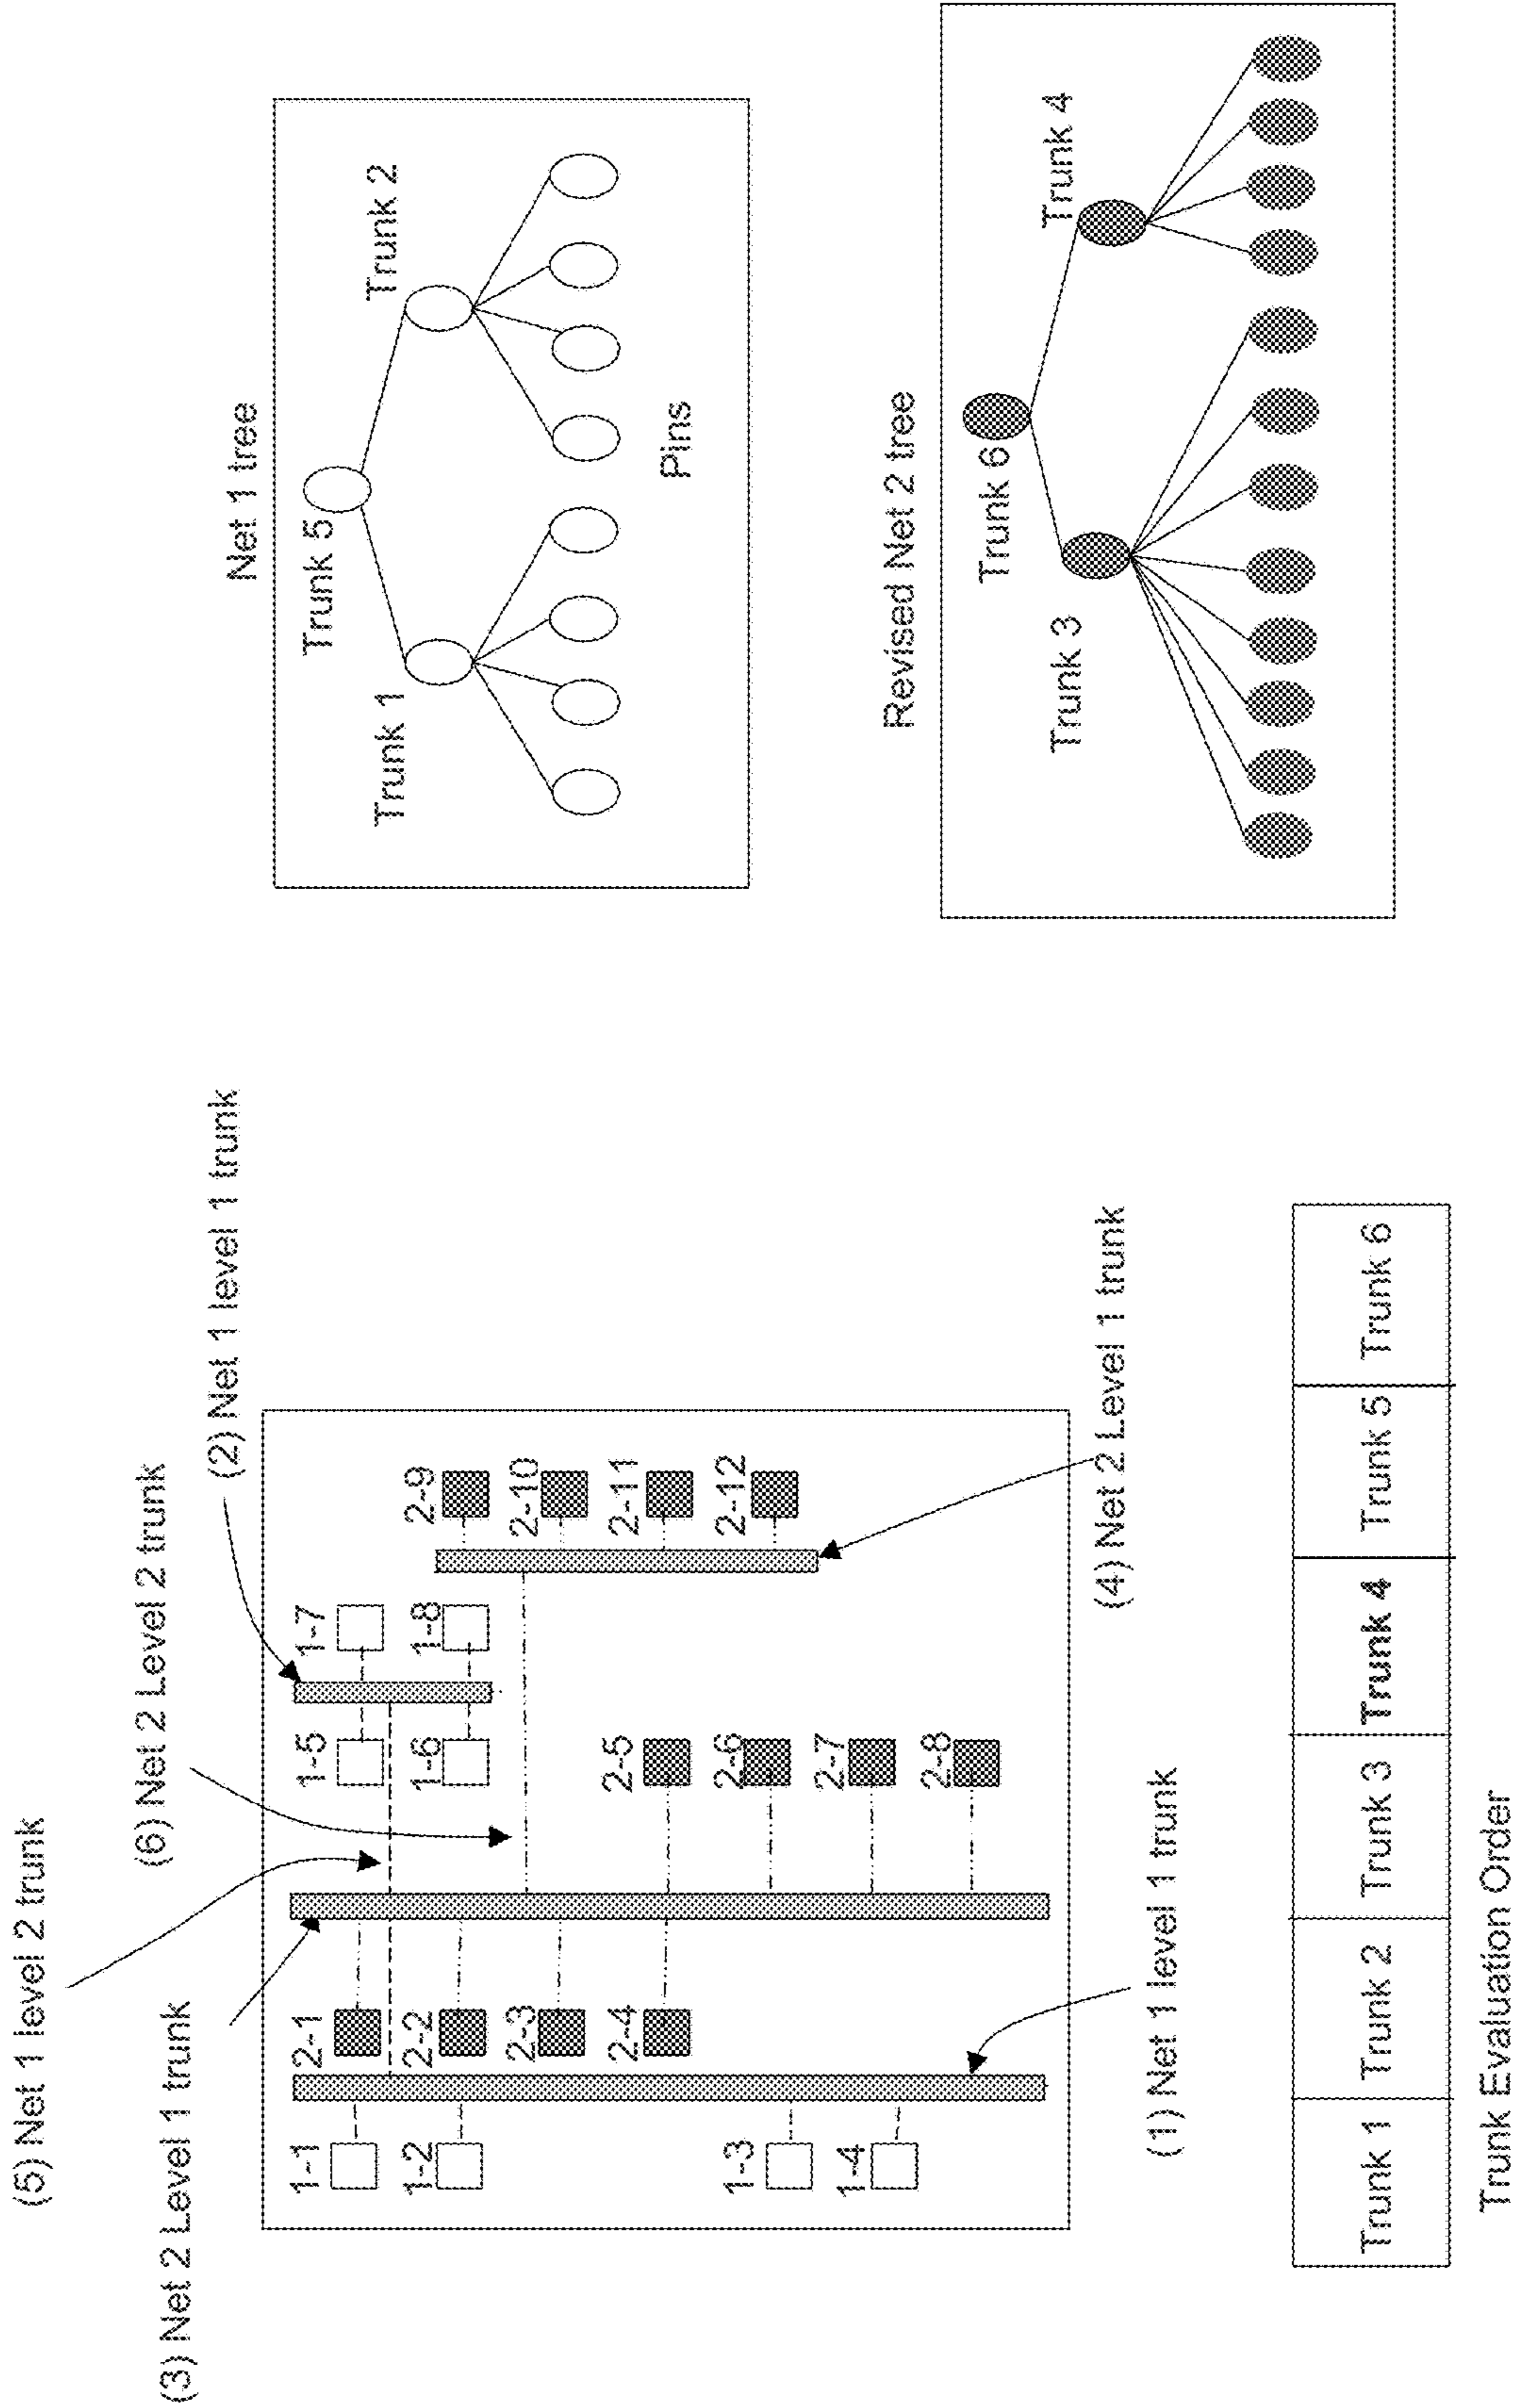 (5) Net 1 level 2 trunk
(3) Net 2 Level 1 trunk
(6) Net 2 Level 2 trunk
(2) Net 1 level 1 trunk
1-1
2-1
1-5
1-7
1-2
2-2
1-6
1-8
2-9
2-3
2-10
2-4
2-5
2-11
1-3
2-6
2-12
1-4
2-7
2-8
(1) Net 1 level 1 trunk
(4) Net 2 Level 1 trunk
Trunk 1
Trunk 2
Trunk 3
Trunk 4
Trunk 5
Trunk 6
Trunk Evaluation Order
Net 1 tree
Trunk 5
Trunk 1
Trunk 2
Pins
Revised Net 2 tree
Trunk 6
Trunk 3
Trunk 4